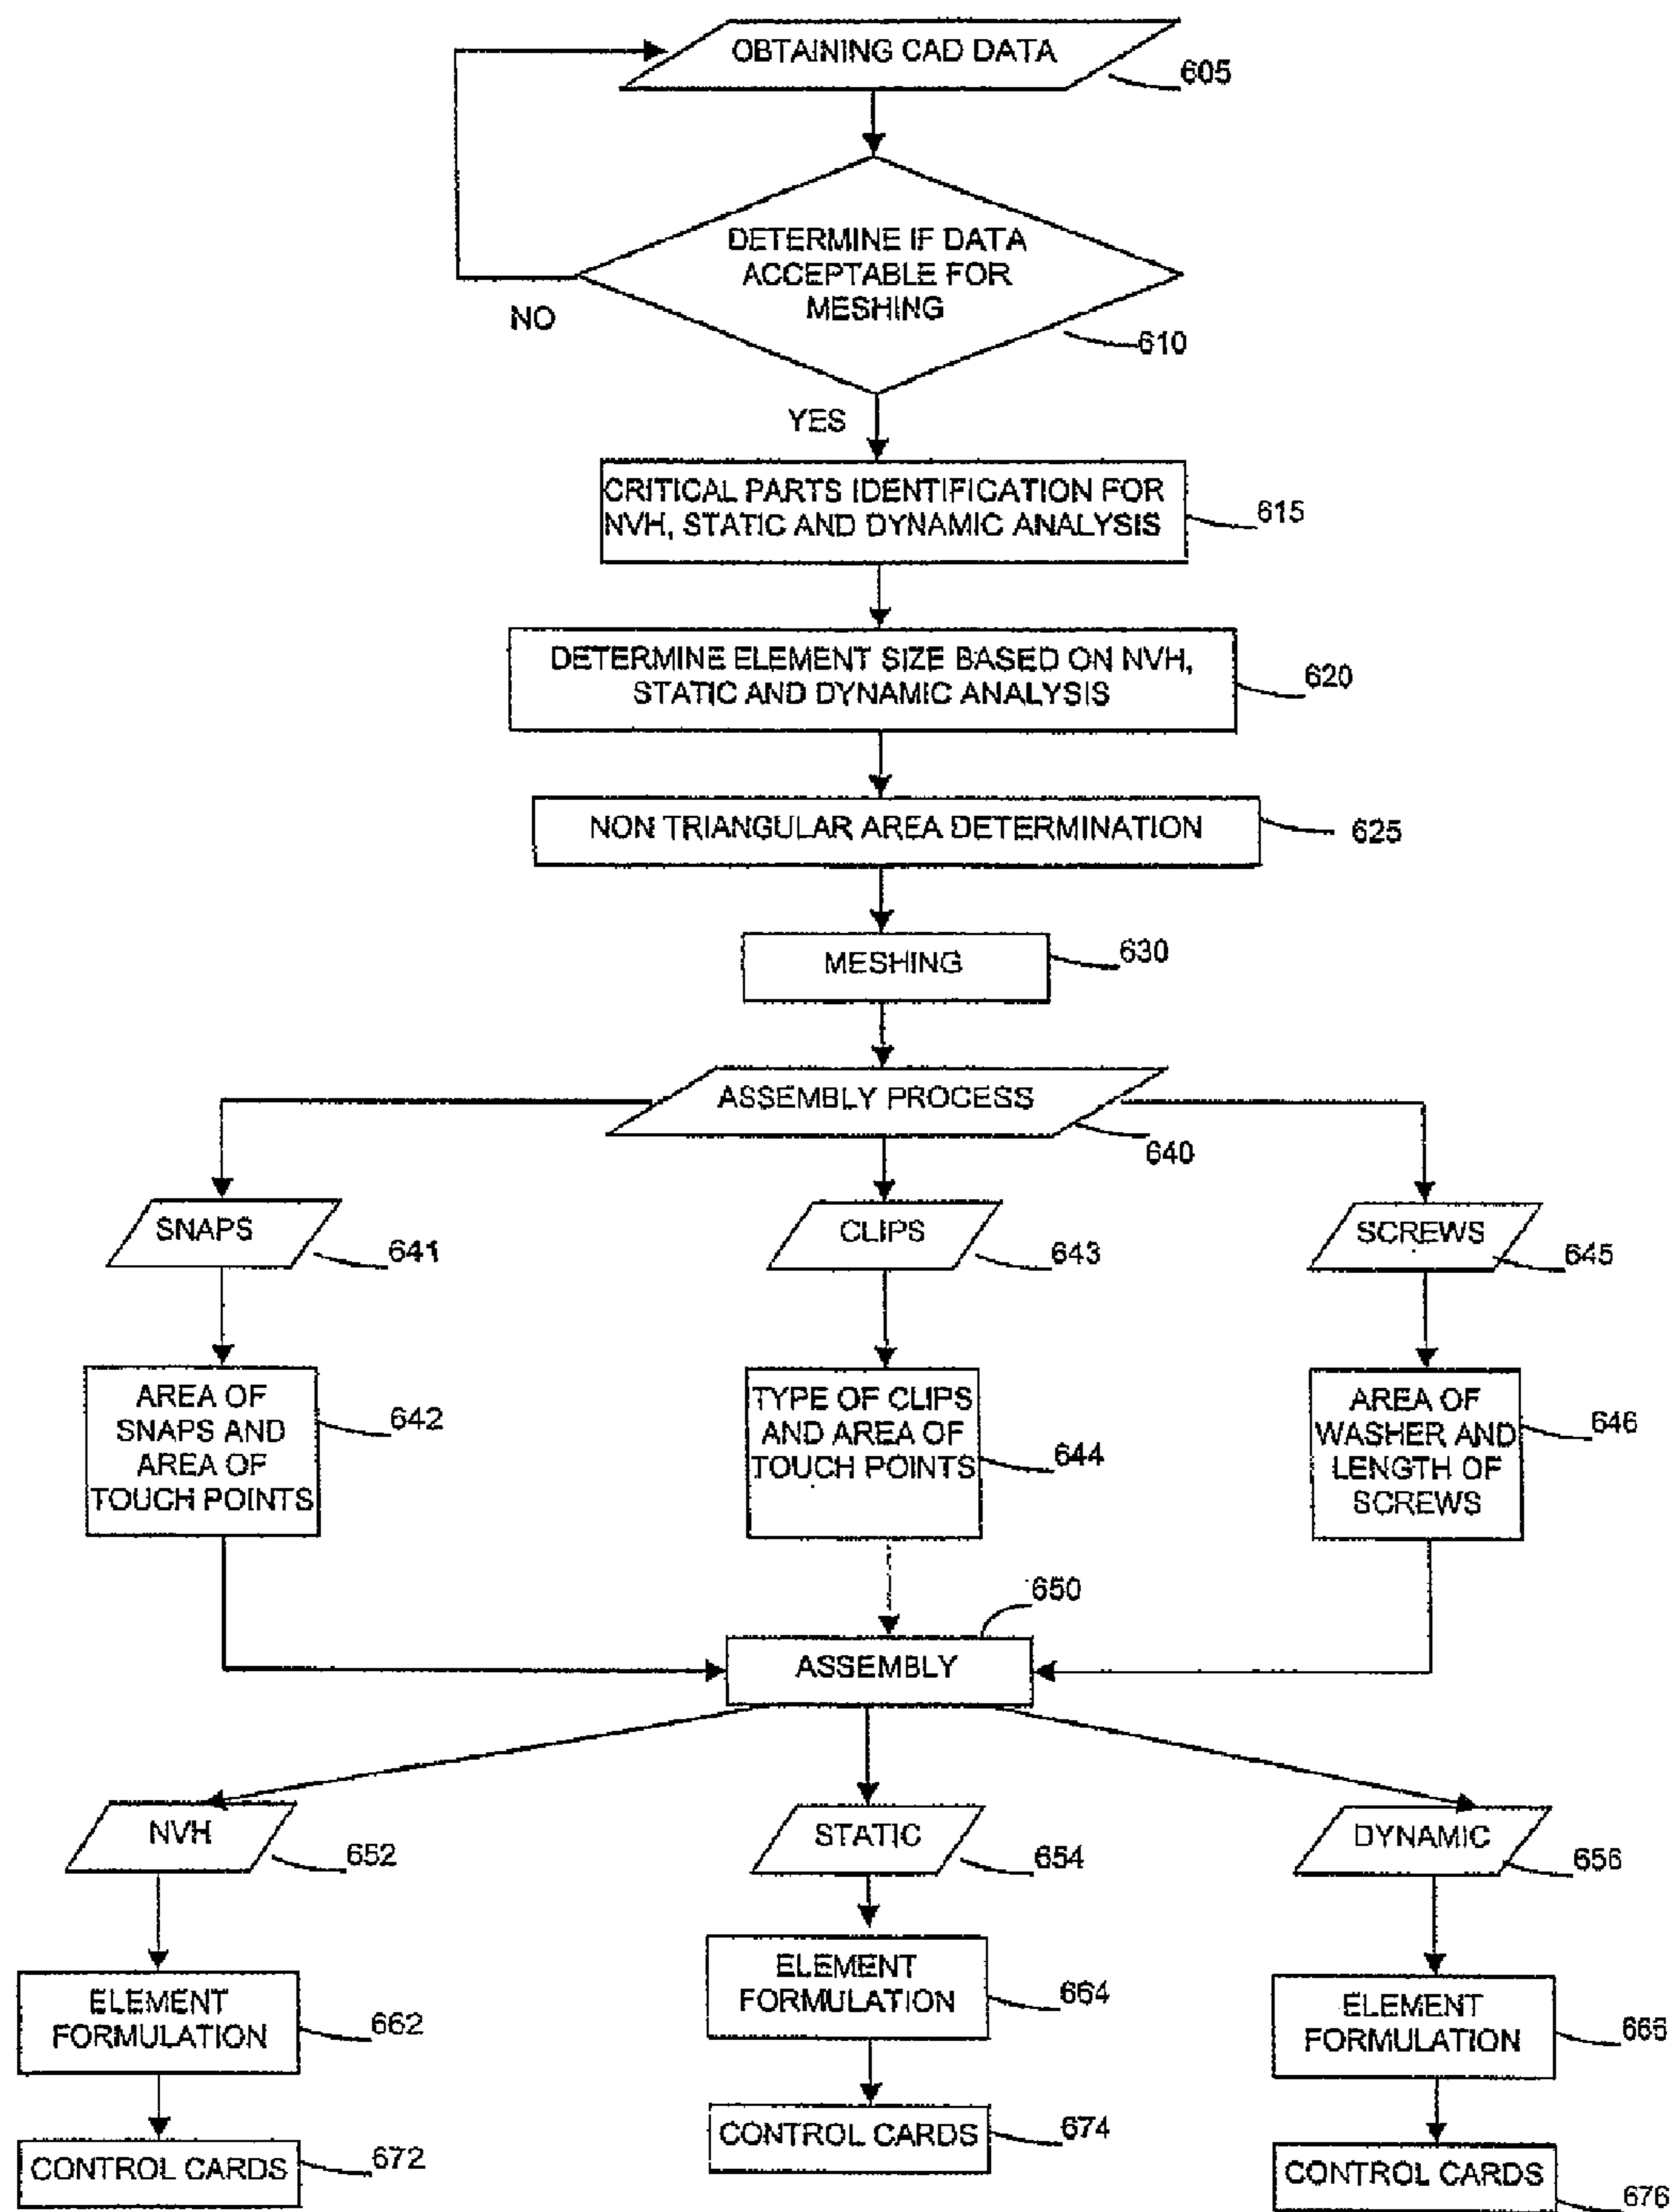 OBTAINING CAD DATA
605
DETERMINE IF DATA
ACCEPTABLE FOR
MESHING
610
NO
YES
CRITICAL PARTS IDENTIFICATION FOR
NVH, STATIC AND DYNAMIC ANALYSIS
615
DETERMINE ELEMENT SIZE BASED ON NVH,
STATIC AND DYNAMIC ANALYSIS
620
NON TRIANGULAR AREA DETERMINATION
625
MESHING
630
ASSEMBLY PROCESS
640
SNAPS
641
CLIPS
643
SCREWS
645
AREA OF
SNAPS AND
AREA OF
TOUCH POINTS
642
TYPE OF CLIPS
AND AREA OF
TOUCH POINTS
644
AREA OF
WASHER AND
LENGTH OF
SCREWS
646
650
ASSEMBLY
NVH
652
STATIC
654
DYNAMIC
656
ELEMENT
FORMULATION
662
ELEMENT
FORMULATION
664
ELEMENT
FORMULATION
666
CONTROL CARDS
672
CONTROL CARDS
674
CONTROL CARDS
676